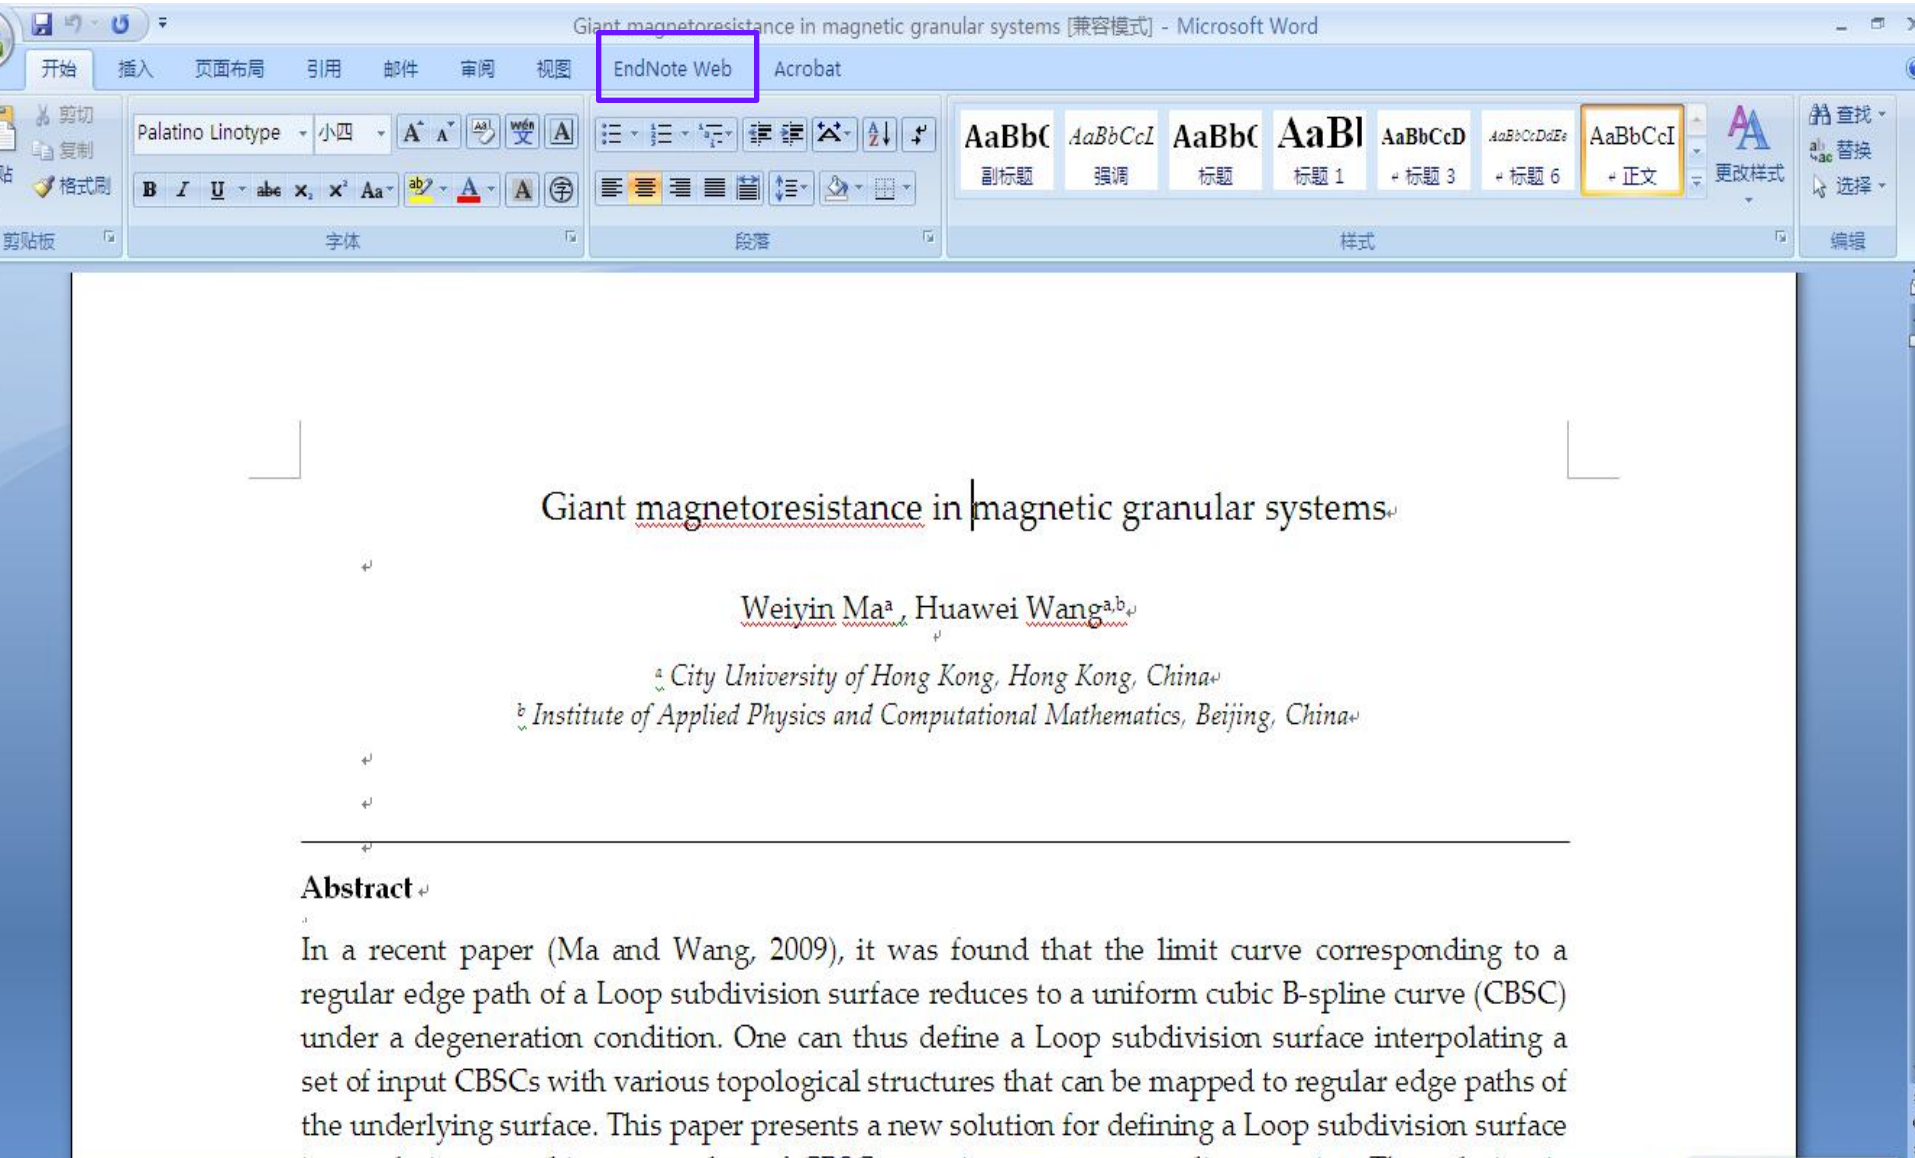 Giant magnetoresistance in magnetic granular systems [兼容模式] - Microsoft Word
开始 插入 页面布局 引用 邮件 审阅 视图 EndNote Web Acrobat
剪切
复制
格式刷
贴
剪贴板
Palatino Linotype 小四
字体
段落
AaBbC AaBbCcI AaBbC AaBl AaBbCcD AaBbCcDdEe AaBbCcI
副标题 强调 标题 标题 1 ↵ 标题 3 ↵ 标题 6 ↵ 正文
更改样式
样式
查找
替换
选择
编辑
Giant magnetoresistance in magnetic granular systems
Weiyin Maᵃ , Huawei Wangᵃ,ᵇ
ᵃ City University of Hong Kong, Hong Kong, China
ᵇ Institute of Applied Physics and Computational Mathematics, Beijing, China
Abstract
In a recent paper (Ma and Wang, 2009), it was found that the limit curve corresponding to a
regular edge path of a Loop subdivision surface reduces to a uniform cubic B-spline curve (CBSC)
under a degeneration condition. One can thus define a Loop subdivision surface interpolating a
set of input CBSCs with various topological structures that can be mapped to regular edge paths of
the underlying surface. This paper presents a new solution for defining a Loop subdivision surface